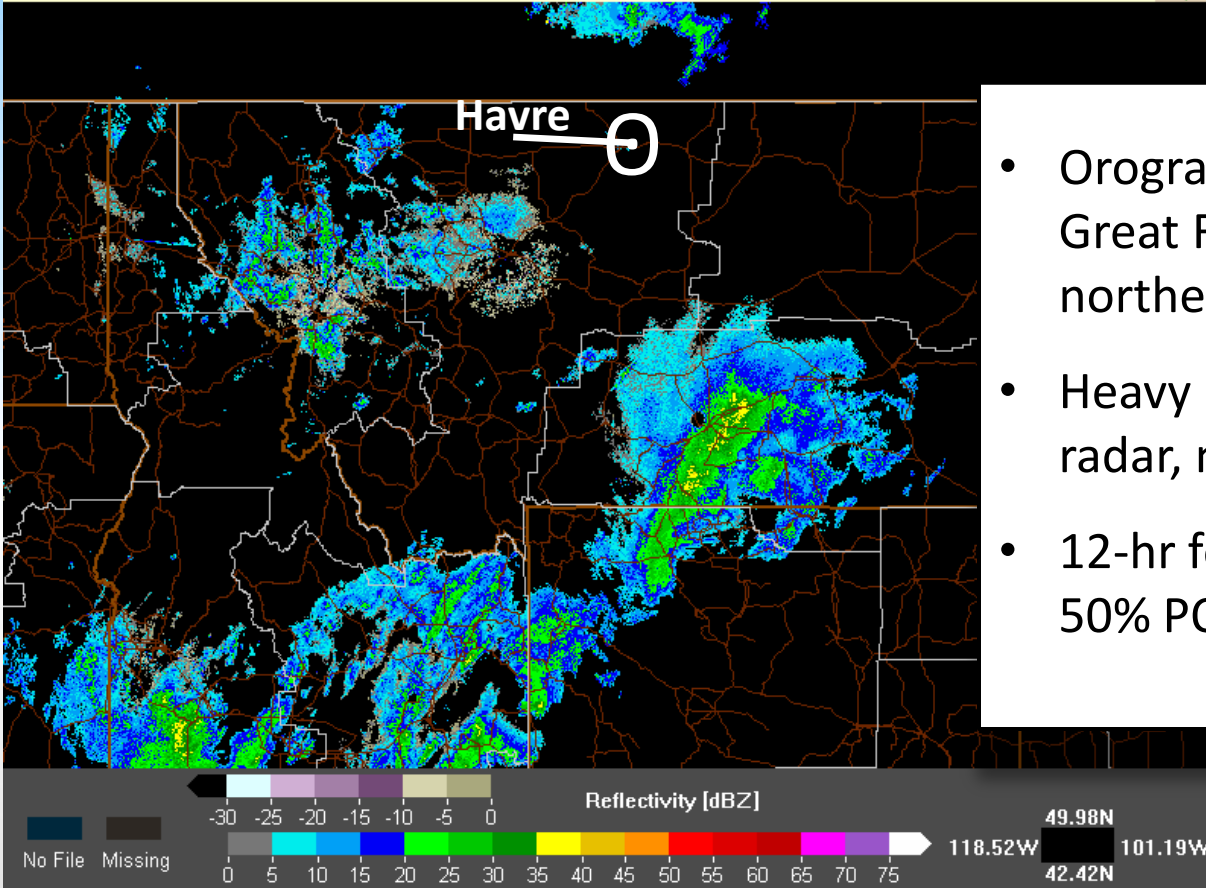 Havre
• Orogra
Great
northe
• Heavy
radar,
• 12-hr
50%
-30 -25 -20 -15 -10 -5 0
Reflectivity [dBZ]
No File Missing
0 5 10 15 20 25 30 35 40 45 50 55 60 65 70 75
49.98N
118.52W 101.19W
42.42N